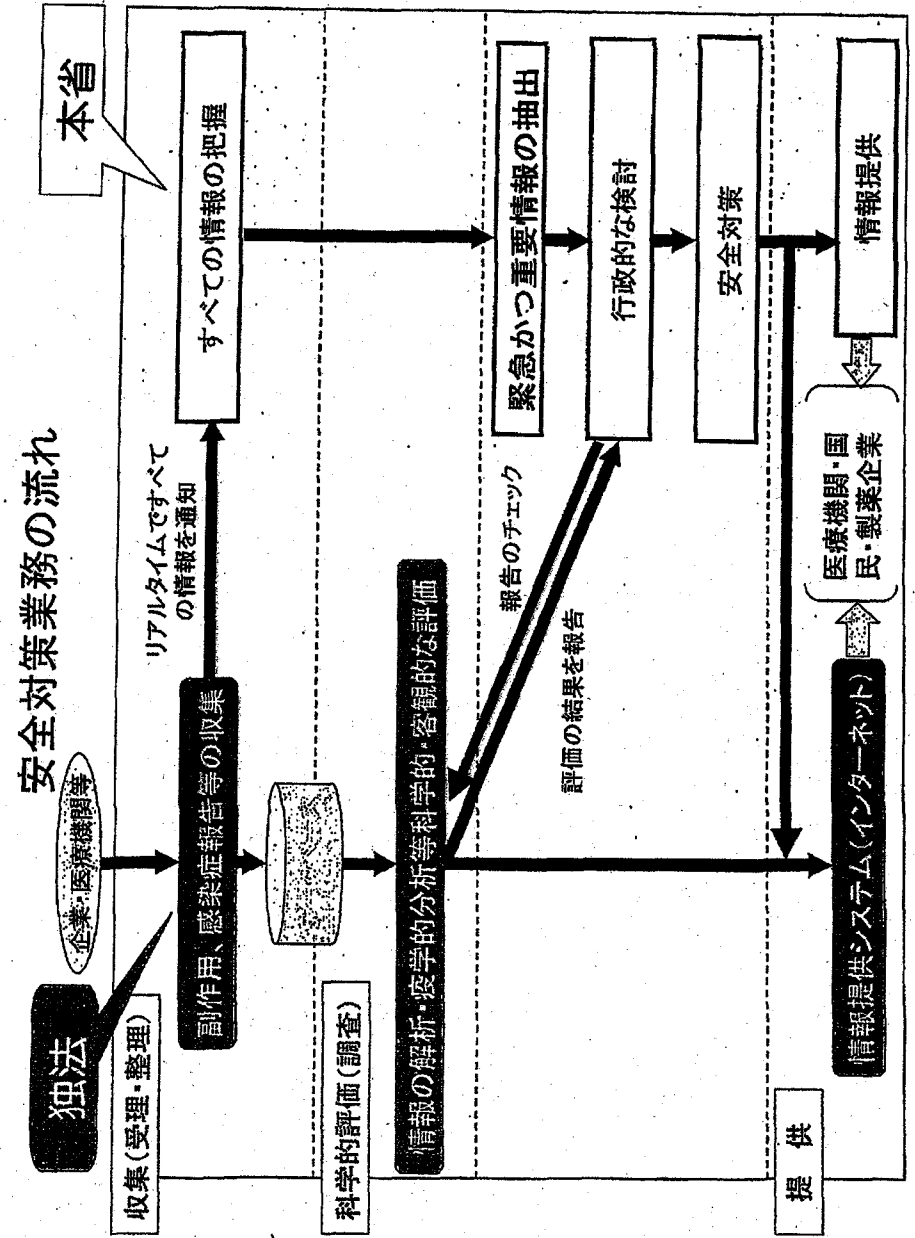 安全対策業務の流れ
独法
企業・医療機関等
本省
収集(受理・整理)
副作用、感染症報告等の収集
リアルタイムですべて
の情報を通知
すべての情報の把握
科学的評価(調査)
情報の解析・疫学的分析等科学的・客観的な評価
緊急かつ重要情報の抽出
報告のチェック
評価の結果を報告
行政的な検討
安全対策
提 供
情報提供システム(インターネット)
医療機関・国
民・製薬企業
情報提供